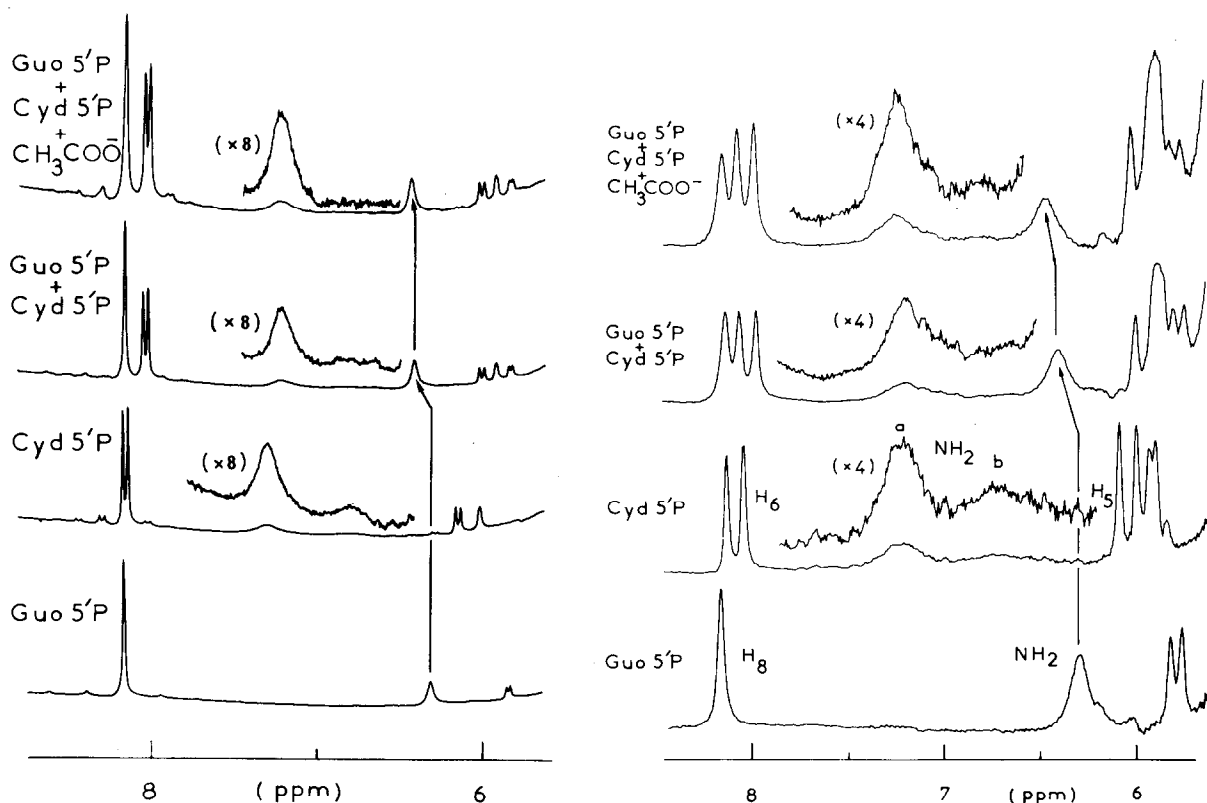 Guo 5'P
+
Cyd 5'P
+
CH₃COO⁻
(×8)
Guo 5'P
+
Cyd 5'P
(×8)
Cyd 5'P
(×8)
Guo 5'P
8
(ppm)
6
Guo 5'P
+
Cyd 5'P
+
CH₃COO⁻
(×4)
Guo 5'P
+
Cyd 5'P
(×4)
a
NH₂
b
(×4)
H₆
H₅
Cyd 5'P
Guo 5'P
H₈
NH₂
8
7
(ppm)
6